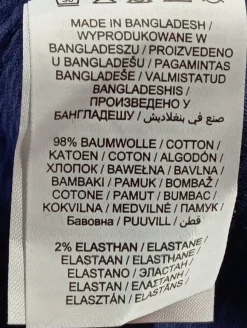 MADE IN BANGLADESH /
WYPRODUKOWANE W
BANGLADESZU / PROIZVEDENO
U BANGLADEŠU / PAGAMINTAS
BANGLADEŠE / VALMISTATUD
BANGLADESHIS /
ПРОИЗВЕДЕНО У
БАНГЛАДЕШУ / صنع في بنغلاديش
98% BAUMWOLLE / COTTON /
KATOEN / COTON / ALGODÓN /
ХЛОПОК / BAWEŁNA / BAVLNA /
BAMBAKI / PAMUK / BOMBAŽ /
COTONE / PAMUT / BUMBAC /
KOKVILNA / MEDVILNĖ / ПАМУК /
Бавовна / PUUVILL / قطن
2% ELASTHAN / ELASTANE /
ELASTAAN / ELASTHANE /
ELASTANO / ЭЛАСТАН /
ELASTAN / ΕΛΑΣΤΑΝΗ /
ELASZTÁN / ELASTĀNS /